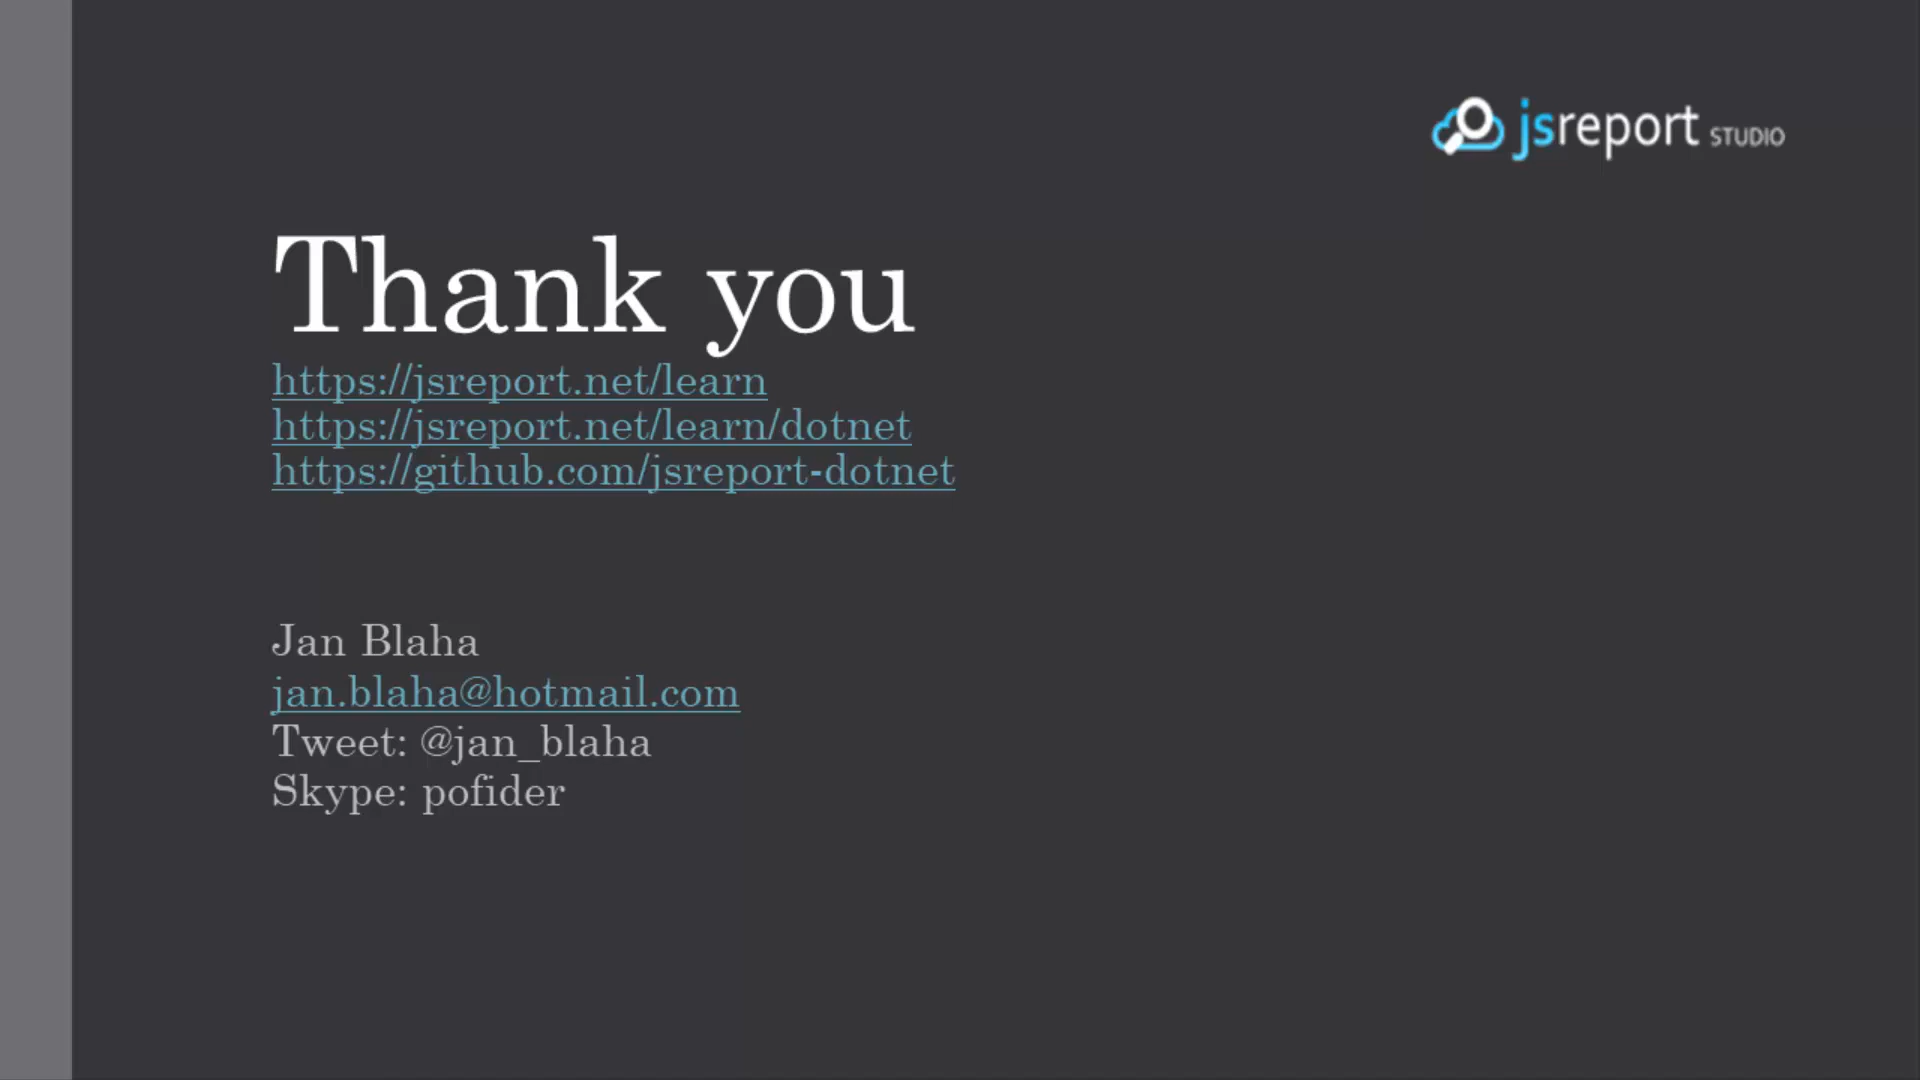 jsreport STUDIO
Thank you
https://jsreport.net/learn
https://jsreport.net/learn/dotnet
https://github.com/jsreport-dotnet
Jan Blaha
jan.blaha@hotmail.com
Tweet: @jan_blaha
Skype: pofider